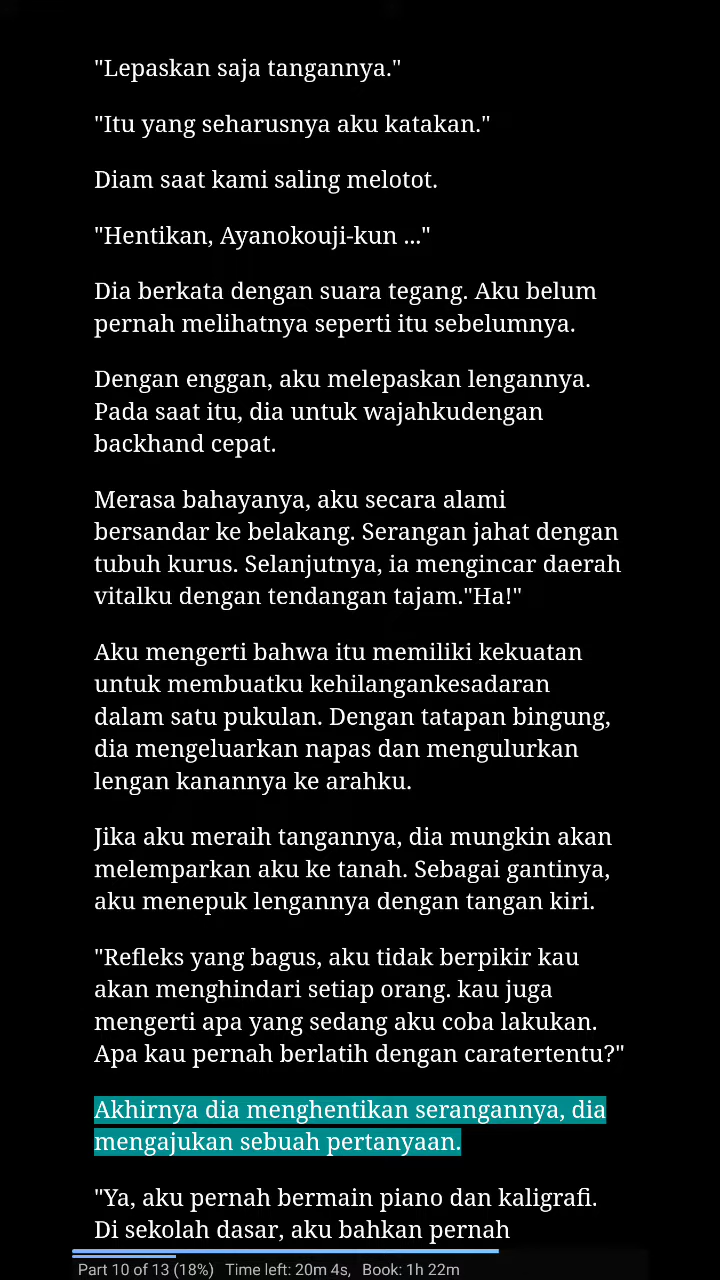 "Lepaskan saja tangannya."
"Itu yang seharusnya aku katakan."
Diam saat kami saling melotot.
"Hentikan, Ayanokouji-kun ..."
Dia berkata dengan suara tegang. Aku belum
pernah melihatnya seperti itu sebelumnya.
Dengan enggan, aku melepaskan lengannya.
Pada saat itu, dia untuk wajahkudengan
backhand cepat.
Merasa bahayanya, aku secara alami
bersandar ke belakang. Serangan jahat dengan
tubuh kurus. Selanjutnya, ia mengincar daerah
vitalku dengan tendangan tajam."Ha!"
Aku mengerti bahwa itu memiliki kekuatan
untuk membuatku kehilangankesadaran
dalam satu pukulan. Dengan tatapan bingung,
dia mengeluarkan napas dan mengulurkan
lengan kanannya ke arahku.
Jika aku meraih tangannya, dia mungkin akan
melemparkan aku ke tanah. Sebagai gantinya,
aku menepuk lengannya dengan tangan kiri.
"Refleks yang bagus, aku tidak berpikir kau
akan menghindari setiap orang. kau juga
mengerti apa yang sedang aku coba lakukan.
Apa kau pernah berlatih dengan caratertentu?"
Akhirnya dia menghentikan serangannya, dia
mengajukan sebuah pertanyaan.
"Ya, aku pernah bermain piano dan kaligrafi.
Di sekolah dasar, aku bahkan pernah
Part 10 of 13 (18%) Time left: 20m 4s, Book: 1h 22m